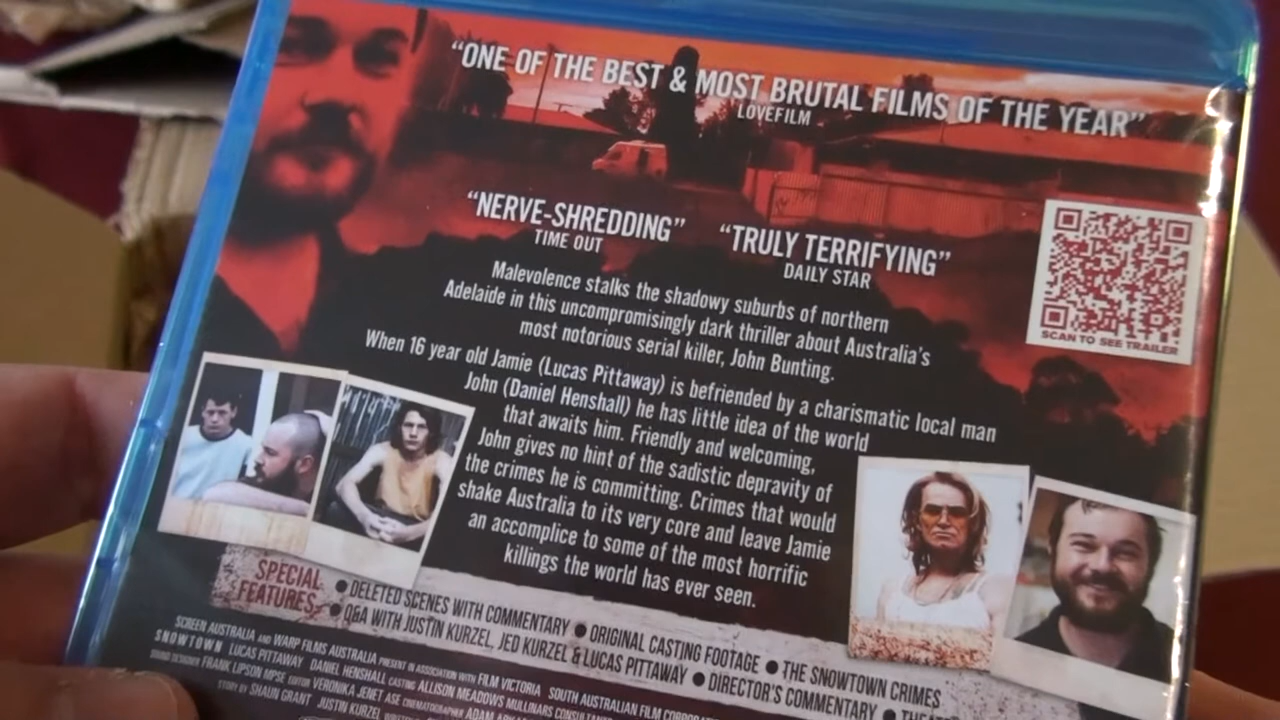 “ONE OF THE BEST & MOST BRUTAL FILMS OF THE YEAR”
LOVEFILM
“NERVE-SHREDDING”
TIME OUT
“TRULY TERRIFYING”
DAILY STAR
SCAN TO SEE TRAILER
Malevolence stalks the shadowy suburbs of northern
Adelaide in this uncompromisingly dark thriller about Australia's
most notorious serial killer, John Bunting.
When 16 year old Jamie (Lucas Pittaway) is befriended by a charismatic local man
John (Daniel Henshall) he has little idea of the world
that awaits him. Friendly and welcoming,
John gives no hint of the sadistic depravity of
the crimes he is committing. Crimes that would
shake Australia to its very core and leave Jamie
an accomplice to some of the most horrific
killings the world has ever seen.
SPECIAL
FEATURES
● DELETED SCENES WITH COMMENTARY ● ORIGINAL CASTING FOOTAGE ● THE SNOWTOWN CRIMES
● Q&A WITH JUSTIN KURZEL, JED KURZEL & LUCAS PITTAWAY ● DIRECTOR'S COMMENTARY ●
SCREEN AUSTRALIA AND WARP FILMS AUSTRALIA PRESENT IN ASSOCIATION WITH FILM VICTORIA SOUTH AUSTRALIAN FILM
SNOWTOWN LUCAS PITTAWAY DANIEL HENSHALL CASTING ALLISON MEADOWS MULLINARS
SOUND DESIGNER FRANK LIPSON MPSE EDITOR VERONIKA JENET ASE CINEMATOGRAPHER ADAM
STORY BY SHAUN GRANT JUSTIN KURZEL